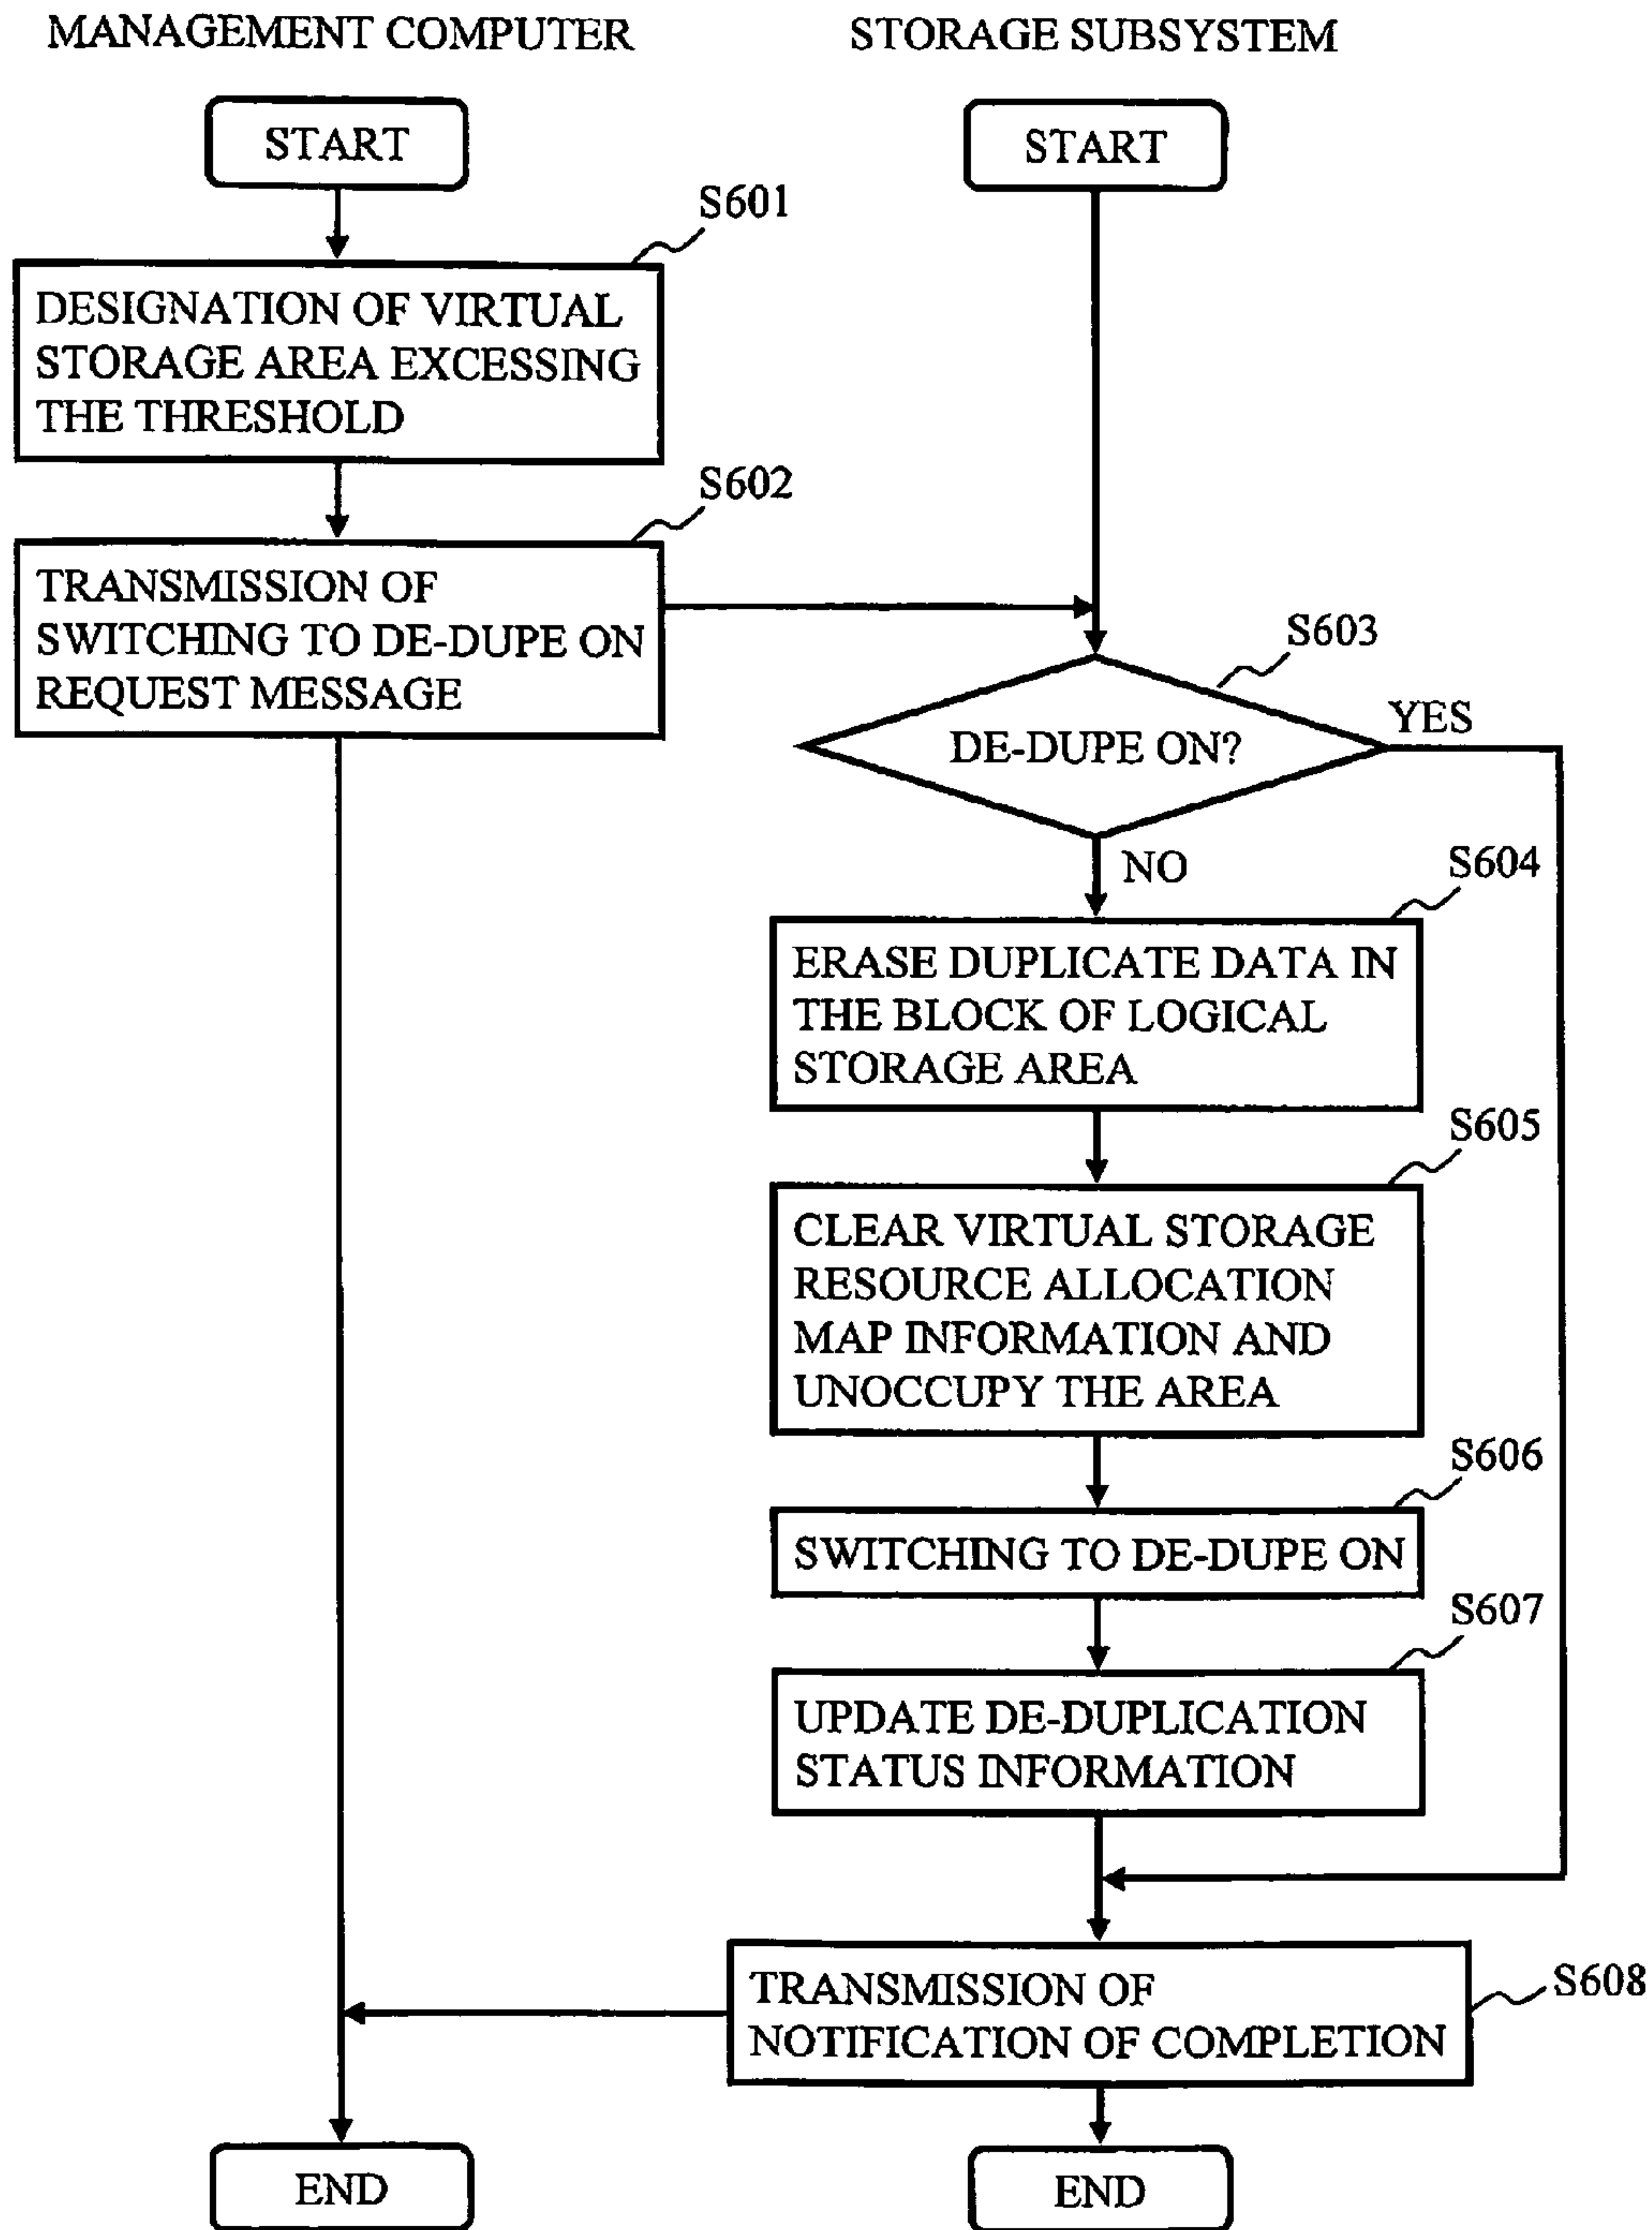 MANAGEMENT COMPUTER
STORAGE SUBSYSTEM
START
START
S601
DESIGNATION OF VIRTUAL
STORAGE AREA EXCESSING
THE THRESHOLD
S602
TRANSMISSION OF
SWITCHING TO DE-DUPE ON
REQUEST MESSAGE
S603
DE-DUPE ON?
YES
NO
S604
ERASE DUPLICATE DATA IN
THE BLOCK OF LOGICAL
STORAGE AREA
S605
CLEAR VIRTUAL STORAGE
RESOURCE ALLOCATION
MAP INFORMATION AND
UNOCCUPY THE AREA
S606
SWITCHING TO DE-DUPE ON
S607
UPDATE DE-DUPLICATION
STATUS INFORMATION
S608
TRANSMISSION OF
NOTIFICATION OF COMPLETION
END
END